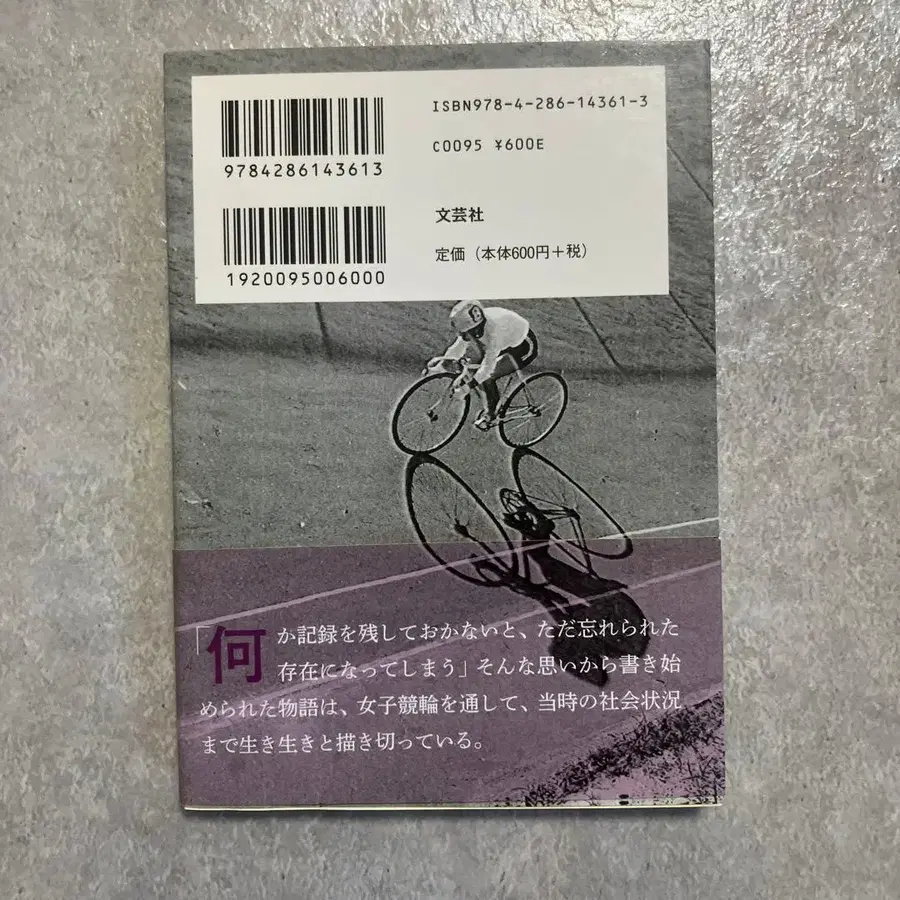 ISBN978-4-286-14361-3
C0095 ¥600E
9784286143613
文芸社
定価（本体600円＋税）
1920095006000
「何か記録を残しておかないと、ただ忘れられた
存在になってしまう」そんな思いから書き始
められた物語は、女子競輪を通して、当時の社会状況
まで生き生きと描き切っている。